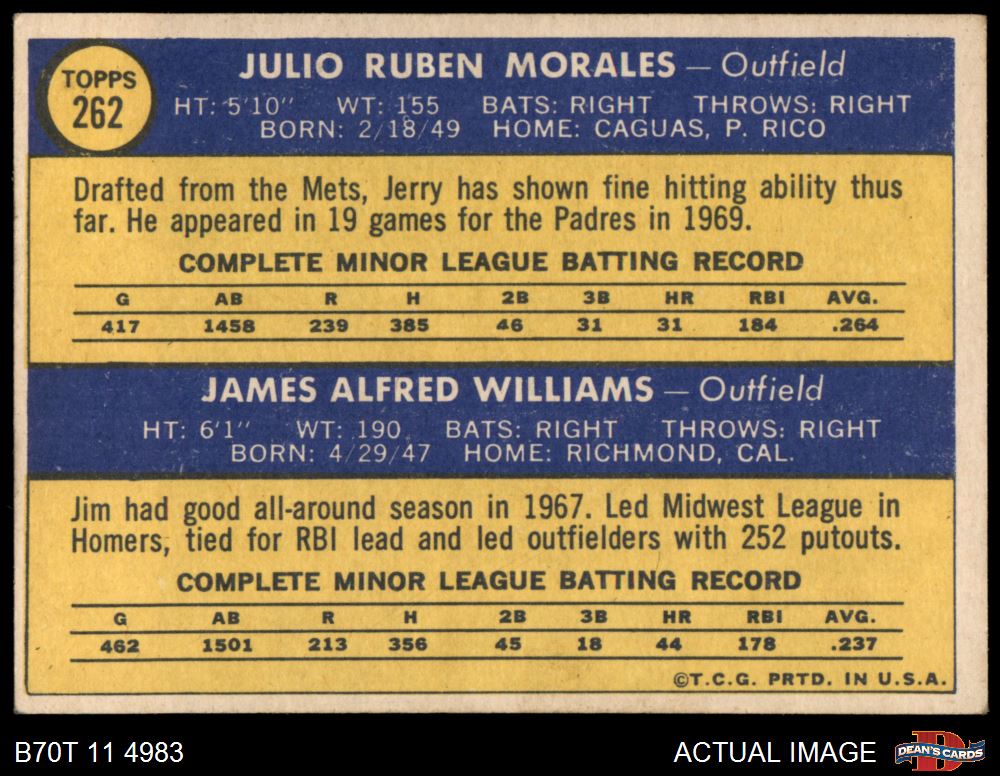 TOPPS
262
JULIO RUBEN MORALES — Outfield
HT: 5'10" WT: 155 BATS: RIGHT THROWS: RIGHT
BORN: 2/18/49 HOME: CAGUAS, P. RICO
Drafted from the Mets, Jerry has shown fine hitting ability thus
far. He appeared in 19 games for the Padres in 1969.
COMPLETE MINOR LEAGUE BATTING RECORD
G AB R H 2B 3B HR RBI AVG.
417 1458 239 385 46 31 31 184 .264
JAMES ALFRED WILLIAMS — Outfield
HT: 6'1" WT: 190 BATS: RIGHT THROWS: RIGHT
BORN: 4/29/47 HOME: RICHMOND, CAL.
Jim had good all-around season in 1967. Led Midwest League in
Homers, tied for RBI lead and led outfielders with 252 putouts.
COMPLETE MINOR LEAGUE BATTING RECORD
G AB R H 2B 3B HR RBI AVG.
462 1501 213 356 45 18 44 178 .237
©T.C.G. PRTD. IN U.S.A.
B70T 11 4983
ACTUAL IMAGE
DEAN'S CARDS